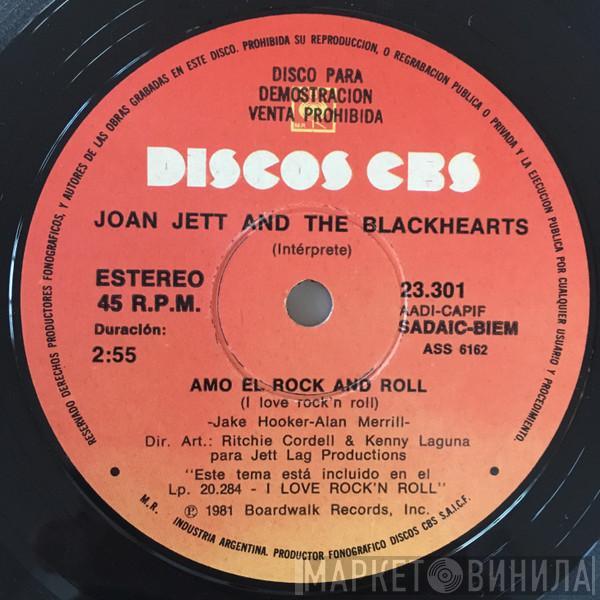 RESERVADO DERECHOS PRODUCTORES FONOGRAFICOS, Y AUTORES DE LAS OBRAS GRABADAS EN ESTE DISCO. PROHIBIDA SU REPRODUCCION, O REGRABACION PUBLICA O PRIVADA Y LA EJECUCION PUBLICA POR CUALQUIER USUARIO Y PROCEDIMIENTO.
DISCO PARA
DEMOSTRACION
VENTA PROHIBIDA
DISCOS CBS
JOAN JETT AND THE BLACKHEARTS
(Intérprete)
ESTEREO
45 R.P.M.
Duración:
2:55
23.301
AADI-CAPIF
SADAIC-BIEM
ASS 6162
AMO EL ROCK AND ROLL
(I love rock'n roll)
-Jake Hooker-Alan Merrill-
Dir. Art.: Ritchie Cordell & Kenny Laguna
para Jett Lag Productions
"Este tema está incluido en el
Lp. 20.284 - I LOVE ROCK'N ROLL"
℗ 1981 Boardwalk Records, Inc.
M.R.
INDUSTRIA ARGENTINA. PRODUCTOR FONOGRAFICO DISCOS CBS S.A.I.C.F.
МАРКЕТ ВИНИЛА